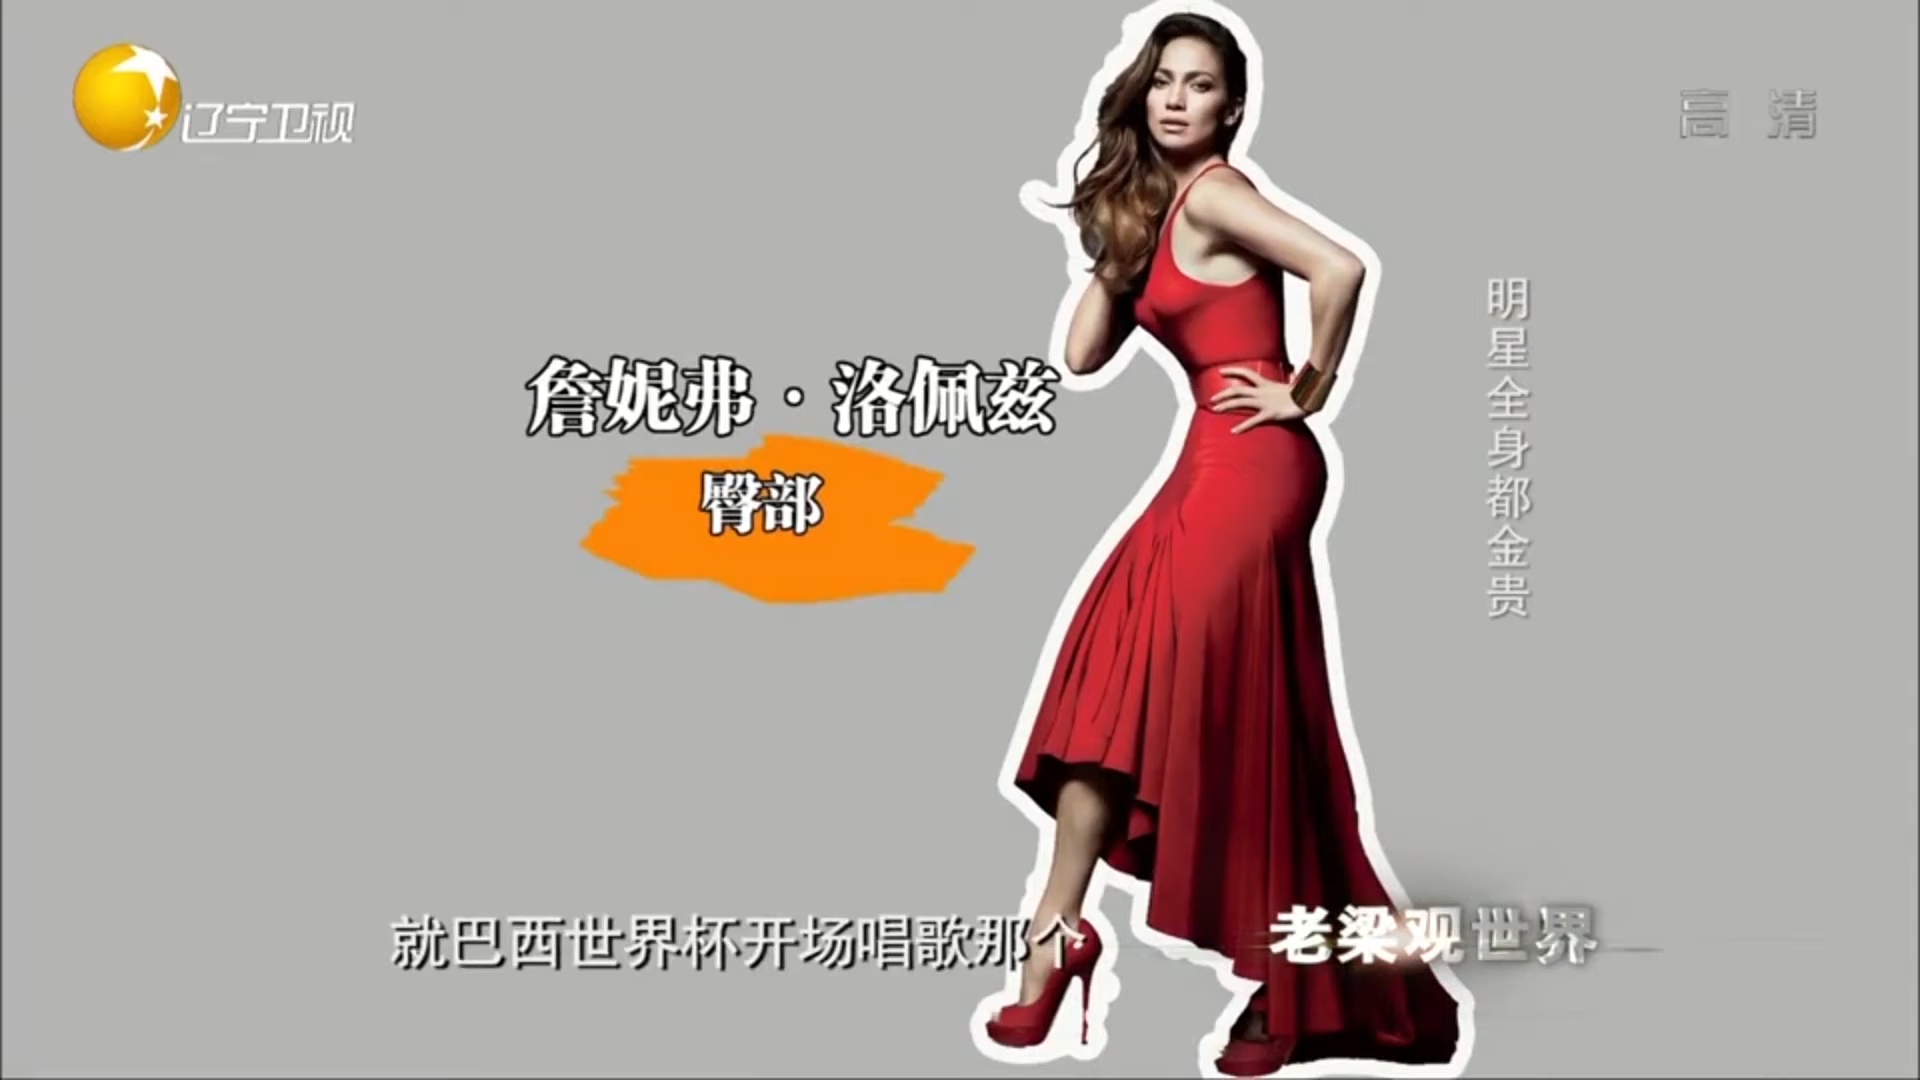 辽宁卫视
高清
明星全身都金贵
詹妮弗·洛佩兹
臀部
就巴西世界杯开场唱歌那个
老梁观世界